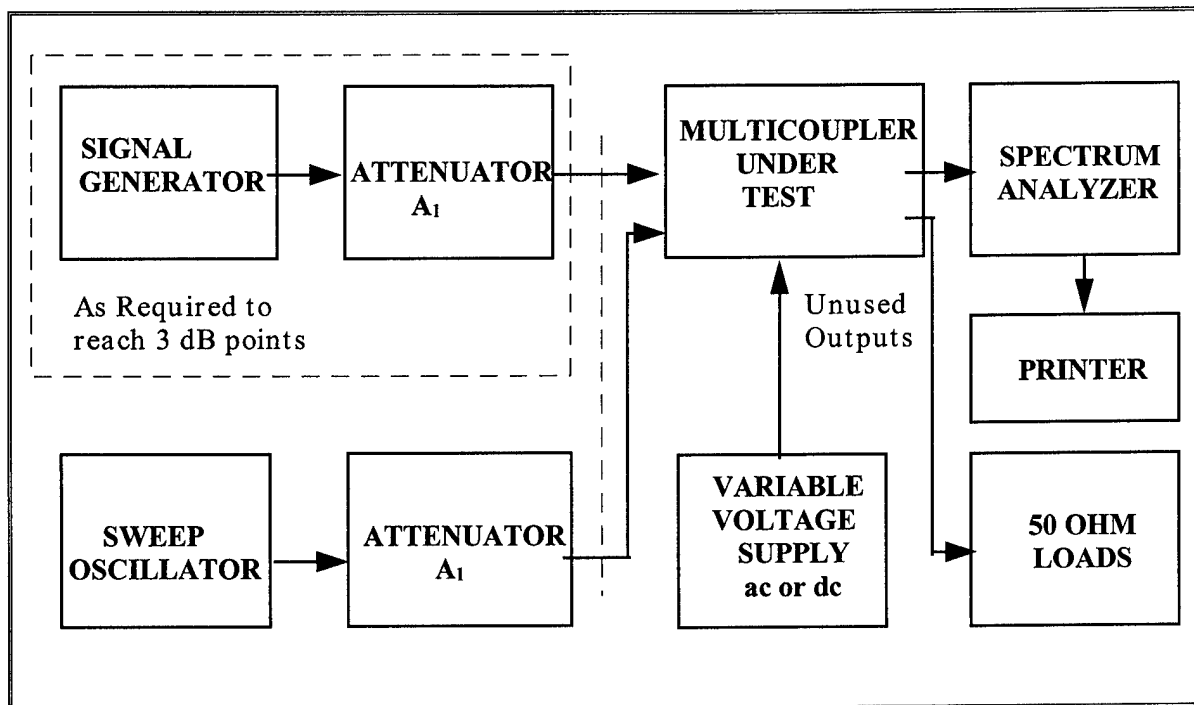 SIGNAL
GENERATOR
ATTENUATOR
A1
As Required to
reach 3 dB points
MULTICOUPLER
UNDER
TEST
SPECTRUM
ANALYZER
Unused
Outputs
PRINTER
SWEEP
OSCILLATOR
ATTENUATOR
A1
VARIABLE
VOLTAGE
SUPPLY
ac or dc
50 OHM
LOADS